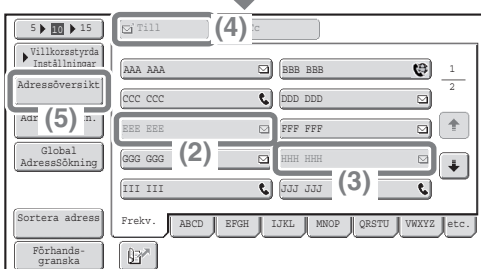 5 10 15
Till (4) Cc
Villkorsstyrda
Inställningar
AAA AAA BBB BBB 1
Adressöversikt 2
CCC CCC DDD DDD
(5)
EEE EEE FFF FFF
Global
AdressSökning
(2)
GGG GGG HHH HHH
(3)
III III JJJ JJJ
Sortera adress
Frekv. ABCD EFGH IJKL MNOP QRSTU VWXYZ etc.
Förhands-
granska